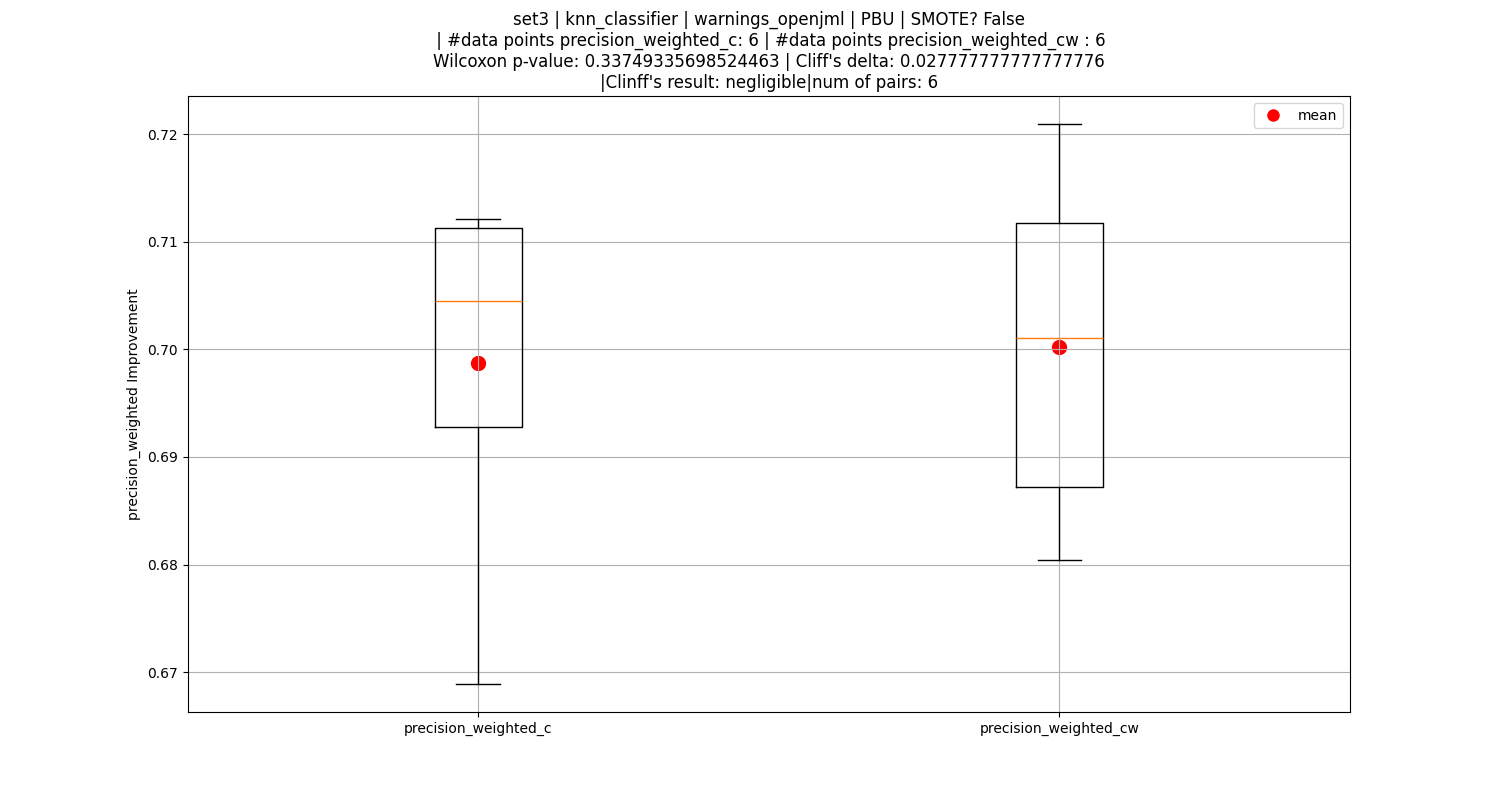 set3 | knn_classifier | warnings_openjml | PBU | SMOTE? False
| #data points precision_weighted_c: 6 | #data points precision_weighted_cw : 6
Wilcoxon p-value: 0.33749335698524463 | Cliff's delta: 0.027777777777777776
|Clinff's result: negligible|num of pairs: 6
mean
0.72
0.71
0.70
0.69
0.68
0.67
precision_weighted Improvement
precision_weighted_c
precision_weighted_cw